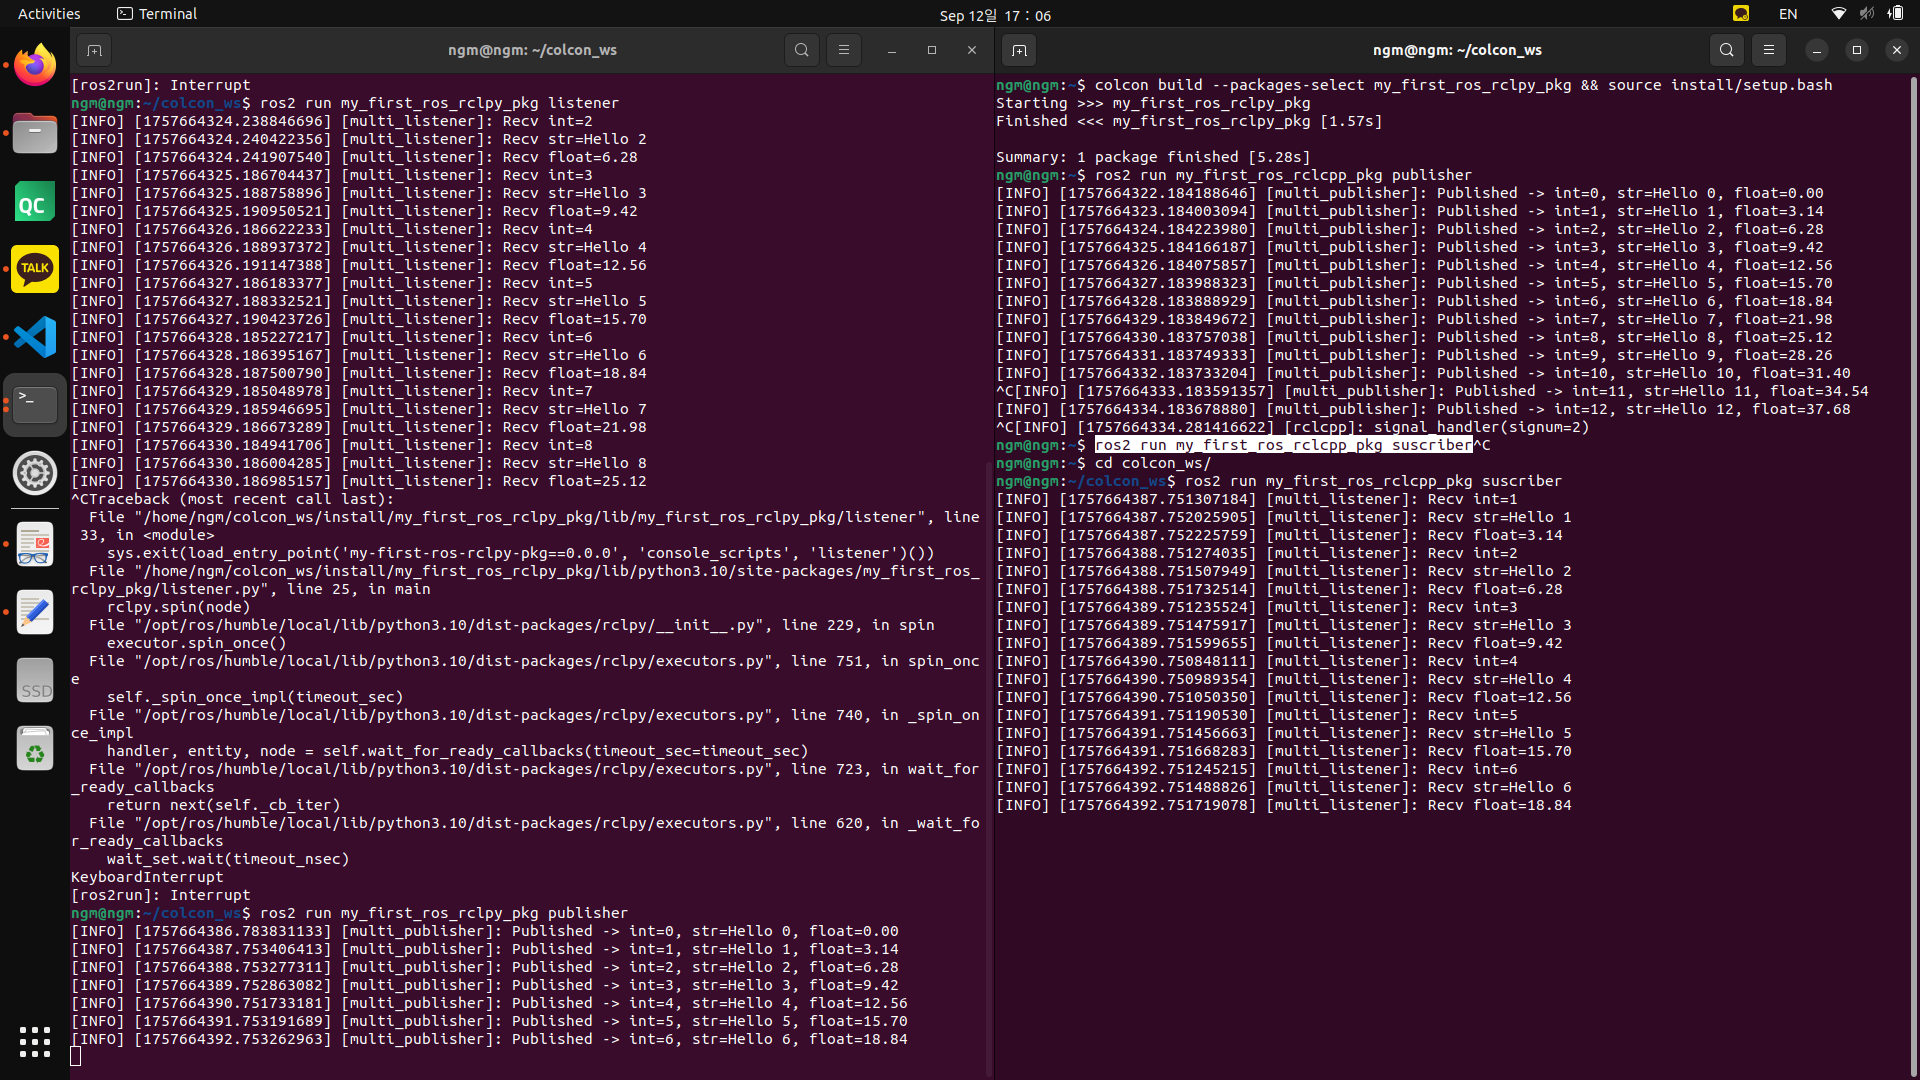 Activities
Terminal
Sep 12일 17 : 06
EN
ngm@ngm: ~/colcon_ws
[ros2run]: Interrupt
ngm@ngm:~/colcon_ws$ ros2 run my_first_ros_rclpy_pkg listener
[INFO] [1757664324.238846696] [multi_listener]: Recv int=2
[INFO] [1757664324.240422356] [multi_listener]: Recv str=Hello 2
[INFO] [1757664324.241907540] [multi_listener]: Recv float=6.28
[INFO] [1757664325.186704437] [multi_listener]: Recv int=3
[INFO] [1757664325.188758896] [multi_listener]: Recv str=Hello 3
[INFO] [1757664325.190950521] [multi_listener]: Recv float=9.42
[INFO] [1757664326.186622233] [multi_listener]: Recv int=4
[INFO] [1757664326.188937372] [multi_listener]: Recv str=Hello 4
[INFO] [1757664326.191147388] [multi_listener]: Recv float=12.56
[INFO] [1757664327.186183377] [multi_listener]: Recv int=5
[INFO] [1757664327.188332521] [multi_listener]: Recv str=Hello 5
[INFO] [1757664327.190423726] [multi_listener]: Recv float=15.70
[INFO] [1757664328.185227217] [multi_listener]: Recv int=6
[INFO] [1757664328.186395167] [multi_listener]: Recv str=Hello 6
[INFO] [1757664328.187500790] [multi_listener]: Recv float=18.84
[INFO] [1757664329.185048978] [multi_listener]: Recv int=7
[INFO] [1757664329.185946695] [multi_listener]: Recv str=Hello 7
[INFO] [1757664329.186673289] [multi_listener]: Recv float=21.98
[INFO] [1757664330.184941706] [multi_listener]: Recv int=8
[INFO] [1757664330.186004285] [multi_listener]: Recv str=Hello 8
[INFO] [1757664330.186985157] [multi_listener]: Recv float=25.12
^CTraceback (most recent call last):
  File "/home/ngm/colcon_ws/install/my_first_ros_rclpy_pkg/lib/my_first_ros_rclpy_pkg/listener", line
 33, in <module>
    sys.exit(load_entry_point('my-first-ros-rclpy-pkg==0.0.0', 'console_scripts', 'listener')())
  File "/home/ngm/colcon_ws/install/my_first_ros_rclpy_pkg/lib/python3.10/site-packages/my_first_ros_
rclpy_pkg/listener.py", line 25, in main
    rclpy.spin(node)
  File "/opt/ros/humble/local/lib/python3.10/dist-packages/rclpy/__init__.py", line 229, in spin
    executor.spin_once()
  File "/opt/ros/humble/local/lib/python3.10/dist-packages/rclpy/executors.py", line 751, in spin_onc
e
    self._spin_once_impl(timeout_sec)
  File "/opt/ros/humble/local/lib/python3.10/dist-packages/rclpy/executors.py", line 740, in _spin_on
ce_impl
    handler, entity, node = self.wait_for_ready_callbacks(timeout_sec=timeout_sec)
  File "/opt/ros/humble/local/lib/python3.10/dist-packages/rclpy/executors.py", line 723, in wait_for
_ready_callbacks
    return next(self._cb_iter)
  File "/opt/ros/humble/local/lib/python3.10/dist-packages/rclpy/executors.py", line 620, in _wait_fo
r_ready_callbacks
    wait_set.wait(timeout_nsec)
KeyboardInterrupt
[ros2run]: Interrupt
ngm@ngm:~/colcon_ws$ ros2 run my_first_ros_rclpy_pkg publisher
[INFO] [1757664386.783831133] [multi_publisher]: Published -> int=0, str=Hello 0, float=0.00
[INFO] [1757664387.753406413] [multi_publisher]: Published -> int=1, str=Hello 1, float=3.14
[INFO] [1757664388.753277311] [multi_publisher]: Published -> int=2, str=Hello 2, float=6.28
[INFO] [1757664389.752863082] [multi_publisher]: Published -> int=3, str=Hello 3, float=9.42
[INFO] [1757664390.751733181] [multi_publisher]: Published -> int=4, str=Hello 4, float=12.56
[INFO] [1757664391.753191689] [multi_publisher]: Published -> int=5, str=Hello 5, float=15.70
[INFO] [1757664392.753262963] [multi_publisher]: Published -> int=6, str=Hello 6, float=18.84
ngm@ngm: ~/colcon_ws
ngm@ngm:~$ colcon build --packages-select my_first_ros_rclpy_pkg && source install/setup.bash
Starting >>> my_first_ros_rclpy_pkg
Finished <<< my_first_ros_rclpy_pkg [1.57s]
Summary: 1 package finished [5.28s]
ngm@ngm:~$ ros2 run my_first_ros_rclcpp_pkg publisher
[INFO] [1757664322.184188646] [multi_publisher]: Published -> int=0, str=Hello 0, float=0.00
[INFO] [1757664323.184003094] [multi_publisher]: Published -> int=1, str=Hello 1, float=3.14
[INFO] [1757664324.184223980] [multi_publisher]: Published -> int=2, str=Hello 2, float=6.28
[INFO] [1757664325.184166187] [multi_publisher]: Published -> int=3, str=Hello 3, float=9.42
[INFO] [1757664326.184075857] [multi_publisher]: Published -> int=4, str=Hello 4, float=12.56
[INFO] [1757664327.183988323] [multi_publisher]: Published -> int=5, str=Hello 5, float=15.70
[INFO] [1757664328.183888929] [multi_publisher]: Published -> int=6, str=Hello 6, float=18.84
[INFO] [1757664329.183849672] [multi_publisher]: Published -> int=7, str=Hello 7, float=21.98
[INFO] [1757664330.183757038] [multi_publisher]: Published -> int=8, str=Hello 8, float=25.12
[INFO] [1757664331.183749333] [multi_publisher]: Published -> int=9, str=Hello 9, float=28.26
[INFO] [1757664332.183733204] [multi_publisher]: Published -> int=10, str=Hello 10, float=31.40
^C[INFO] [1757664333.183591357] [multi_publisher]: Published -> int=11, str=Hello 11, float=34.54
[INFO] [1757664334.183678880] [multi_publisher]: Published -> int=12, str=Hello 12, float=37.68
^C[INFO] [1757664334.281416622] [rclcpp]: signal_handler(signum=2)
ngm@ngm:~$ ros2 run my_first_ros_rclcpp_pkg suscriber^C
ngm@ngm:~$ cd colcon_ws/
ngm@ngm:~/colcon_ws$ ros2 run my_first_ros_rclcpp_pkg suscriber
[INFO] [1757664387.751307184] [multi_listener]: Recv int=1
[INFO] [1757664387.752025905] [multi_listener]: Recv str=Hello 1
[INFO] [1757664387.752225759] [multi_listener]: Recv float=3.14
[INFO] [1757664388.751274035] [multi_listener]: Recv int=2
[INFO] [1757664388.751507949] [multi_listener]: Recv str=Hello 2
[INFO] [1757664388.751732514] [multi_listener]: Recv float=6.28
[INFO] [1757664389.751235524] [multi_listener]: Recv int=3
[INFO] [1757664389.751475917] [multi_listener]: Recv str=Hello 3
[INFO] [1757664389.751599655] [multi_listener]: Recv float=9.42
[INFO] [1757664390.750848111] [multi_listener]: Recv int=4
[INFO] [1757664390.750989354] [multi_listener]: Recv str=Hello 4
[INFO] [1757664390.751050350] [multi_listener]: Recv float=12.56
[INFO] [1757664391.751190530] [multi_listener]: Recv int=5
[INFO] [1757664391.751456663] [multi_listener]: Recv str=Hello 5
[INFO] [1757664391.751668283] [multi_listener]: Recv float=15.70
[INFO] [1757664392.751245215] [multi_listener]: Recv int=6
[INFO] [1757664392.751488826] [multi_listener]: Recv str=Hello 6
[INFO] [1757664392.751719078] [multi_listener]: Recv float=18.84
QC
TALK
>_
SSD